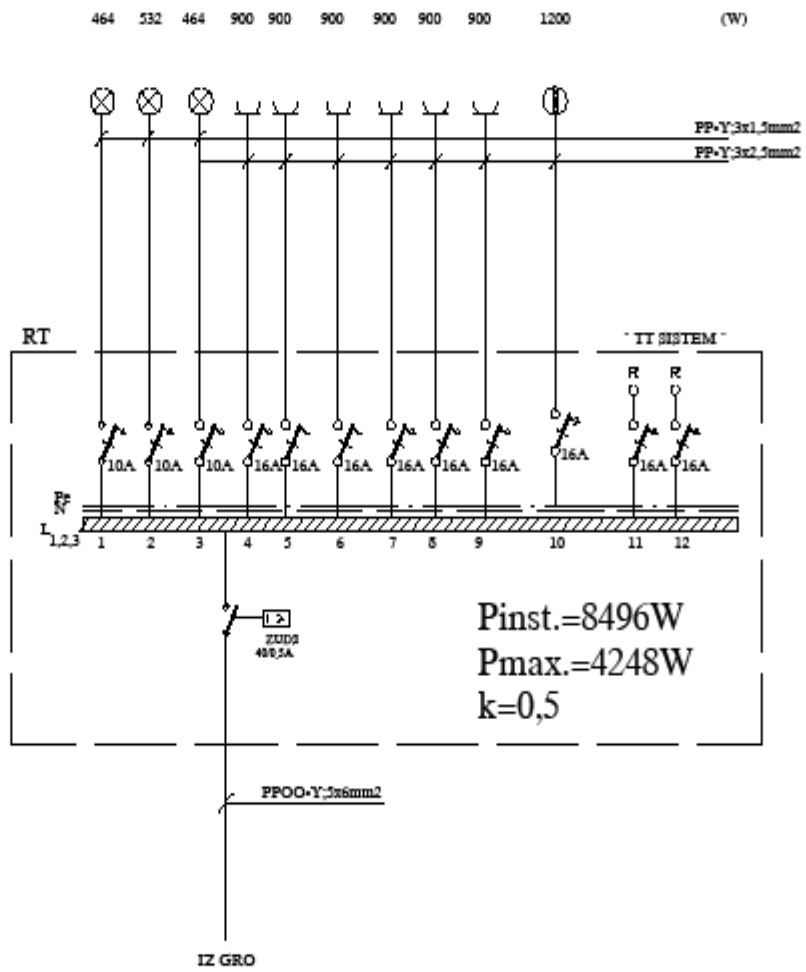 464 532 464 900 900 900 900 900 900 1200 (W)
PP-Y;3x1,5mm2
PP-Y;3x2,5mm2
RT
TT SISTEM
R R
10A 10A 10A 16A 16A 16A 16A 16A 16A 16A 16A 16A
N
L1,2,3
1 2 3 4 5 6 7 8 9 10 11 12
ZUDS
40/0,5A
Pinst.=8496W
Pmax.=4248W
k=0,5
PPOO-Y;5x6mm2
IZ GRO